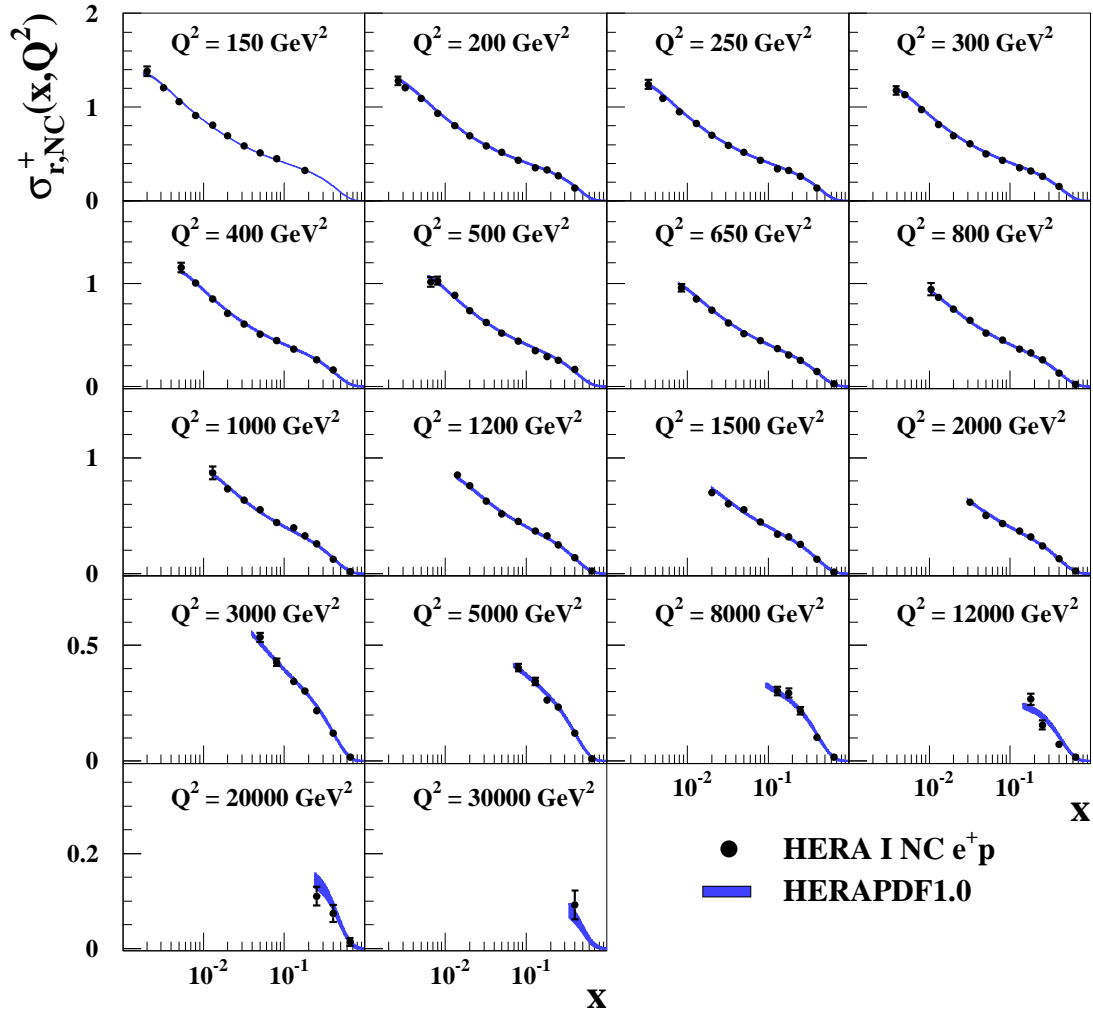 σ⁺r,NC(x,Q²)
2
Q² = 150 GeV²
Q² = 200 GeV²
Q² = 250 GeV²
Q² = 300 GeV²
1
0
Q² = 400 GeV²
Q² = 500 GeV²
Q² = 650 GeV²
Q² = 800 GeV²
1
0
Q² = 1000 GeV²
Q² = 1200 GeV²
Q² = 1500 GeV²
Q² = 2000 GeV²
1
0
Q² = 3000 GeV²
Q² = 5000 GeV²
Q² = 8000 GeV²
Q² = 12000 GeV²
0.5
0
10⁻² 10⁻¹ 10⁻² 10⁻¹
x
Q² = 20000 GeV²
Q² = 30000 GeV²
0.2
0
10⁻² 10⁻¹ 10⁻² 10⁻¹
x
HERA I NC e⁺p
HERAPDF1.0